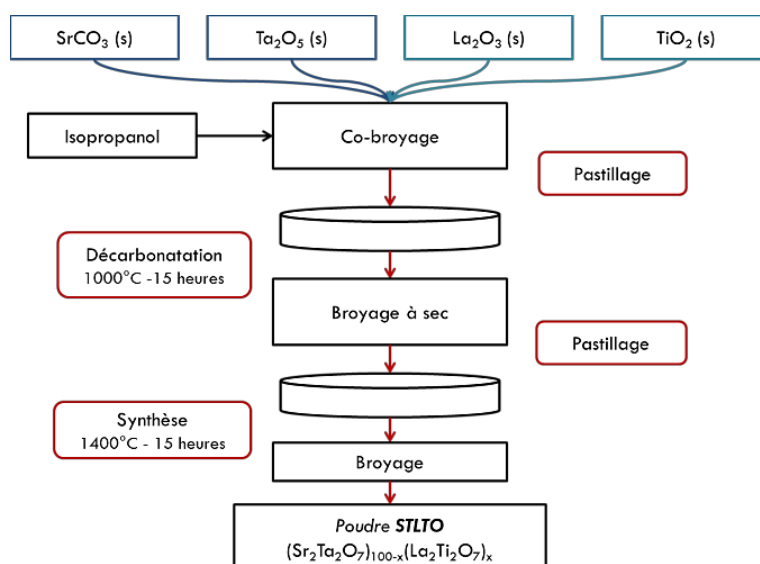 SrCO₃ (s)
Ta₂O₅ (s)
La₂O₃ (s)
TiO₂ (s)
Isopropanol
Co-broyage
Pastillage
Décarbonatation
1000°C -15 heures
Broyage à sec
Pastillage
Synthèse
1400°C - 15 heures
Broyage
Poudre STLTO
(Sr₂Ta₂O₇)₁₀₀₋ₓ(La₂Ti₂O₇)ₓ